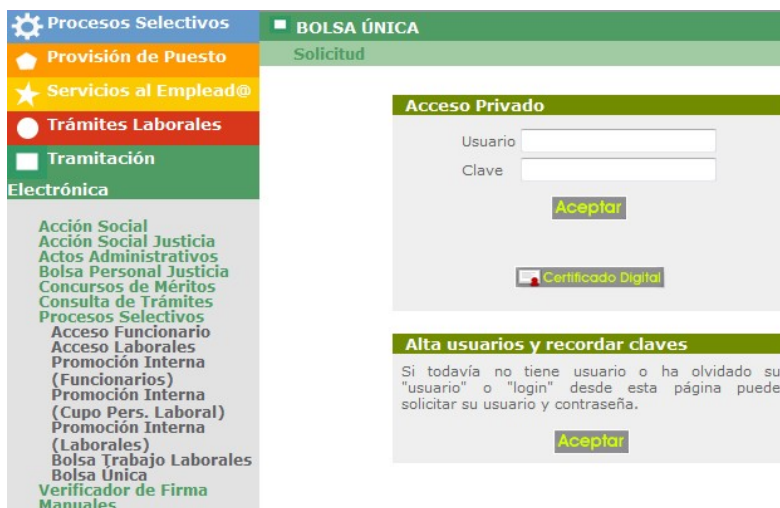 Procesos Selectivos
Provisión de Puesto
Servicios al Emplead@
Trámites Laborales
Tramitación
Electrónica
Acción Social
Acción Social Justicia
Actos Administrativos
Bolsa Personal Justicia
Concursos de Méritos
Consulta de Trámites
Procesos Selectivos
Acceso Funcionario
Acceso Laborales
Promoción Interna
(Funcionarios)
Promoción Interna
(Cupo Pers. Laboral)
Promoción Interna
(Laborales)
Bolsa Trabajo Laborales
Bolsa Única
Verificador de Firma
Manuales
BOLSA ÚNICA
Solicitud
Acceso Privado
Usuario
Clave
Aceptar
Certificado Digital
Alta usuarios y recordar claves
Si todavía no tiene usuario o ha olvidado su
"usuario" o "login" desde esta página puede
solicitar su usuario y contraseña.
Aceptar